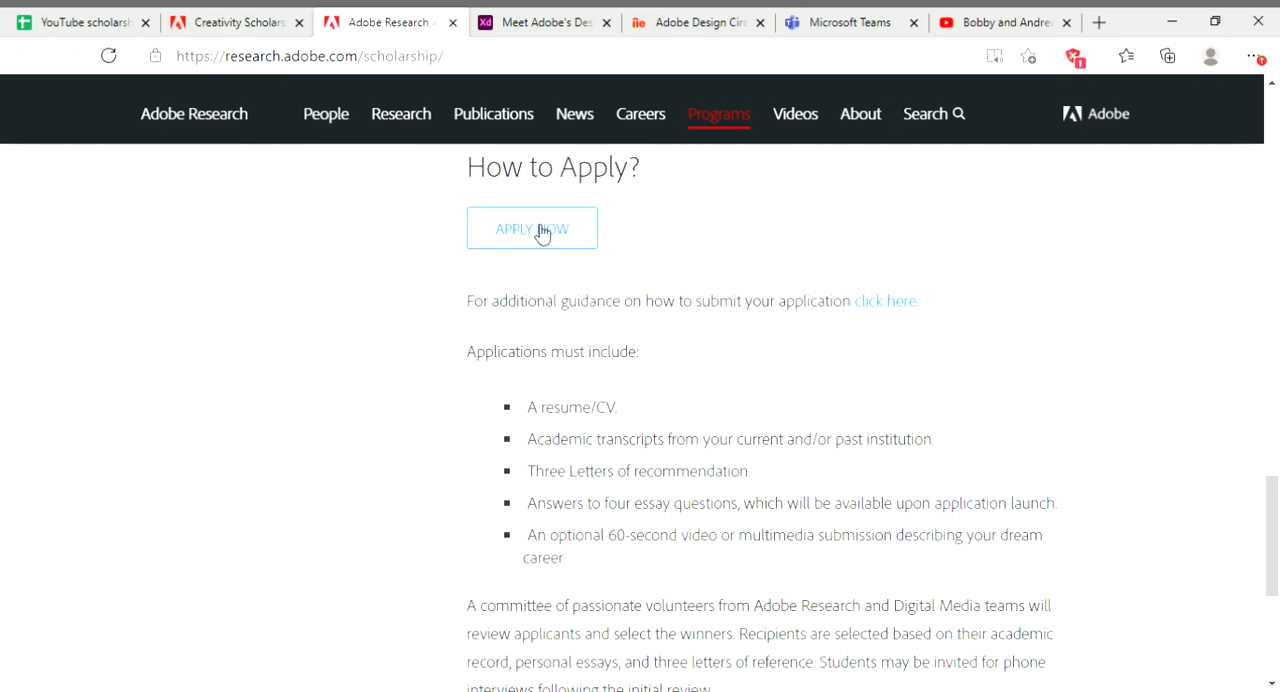 YouTube scholarsh
Creativity Scholars
Adobe Research -
Meet Adobe's Des
iie Adobe Design Circ
Microsoft Teams
Bobby and Andre
https://research.adobe.com/scholarship/
Adobe Research People Research Publications News Careers Programs Videos About Search Adobe
How to Apply?
APPLY NOW
For additional guidance on how to submit your application click here.
Applications must include:
A resume/CV.
Academic transcripts from your current and/or past institution.
Three Letters of recommendation.
Answers to four essay questions, which will be available upon application launch.
An optional 60-second video or multimedia submission describing your dream
career.
A committee of passionate volunteers from Adobe Research and Digital Media teams will
review applicants and select the winners. Recipients are selected based on their academic
record, personal essays, and three letters of reference. Students may be invited for phone
interviews following the initial review.